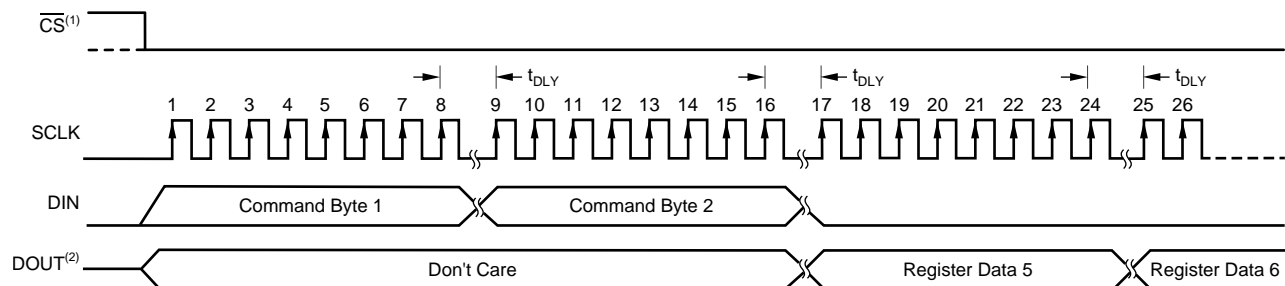 CS(1)
tDLY tDLY tDLY
1 2 3 4 5 6 7 8 9 10 11 12 13 14 15 16 17 18 19 20 21 22 23 24 25 26
SCLK
DIN Command Byte 1 Command Byte 2
DOUT(2) Don't Care Register Data 5 Register Data 6